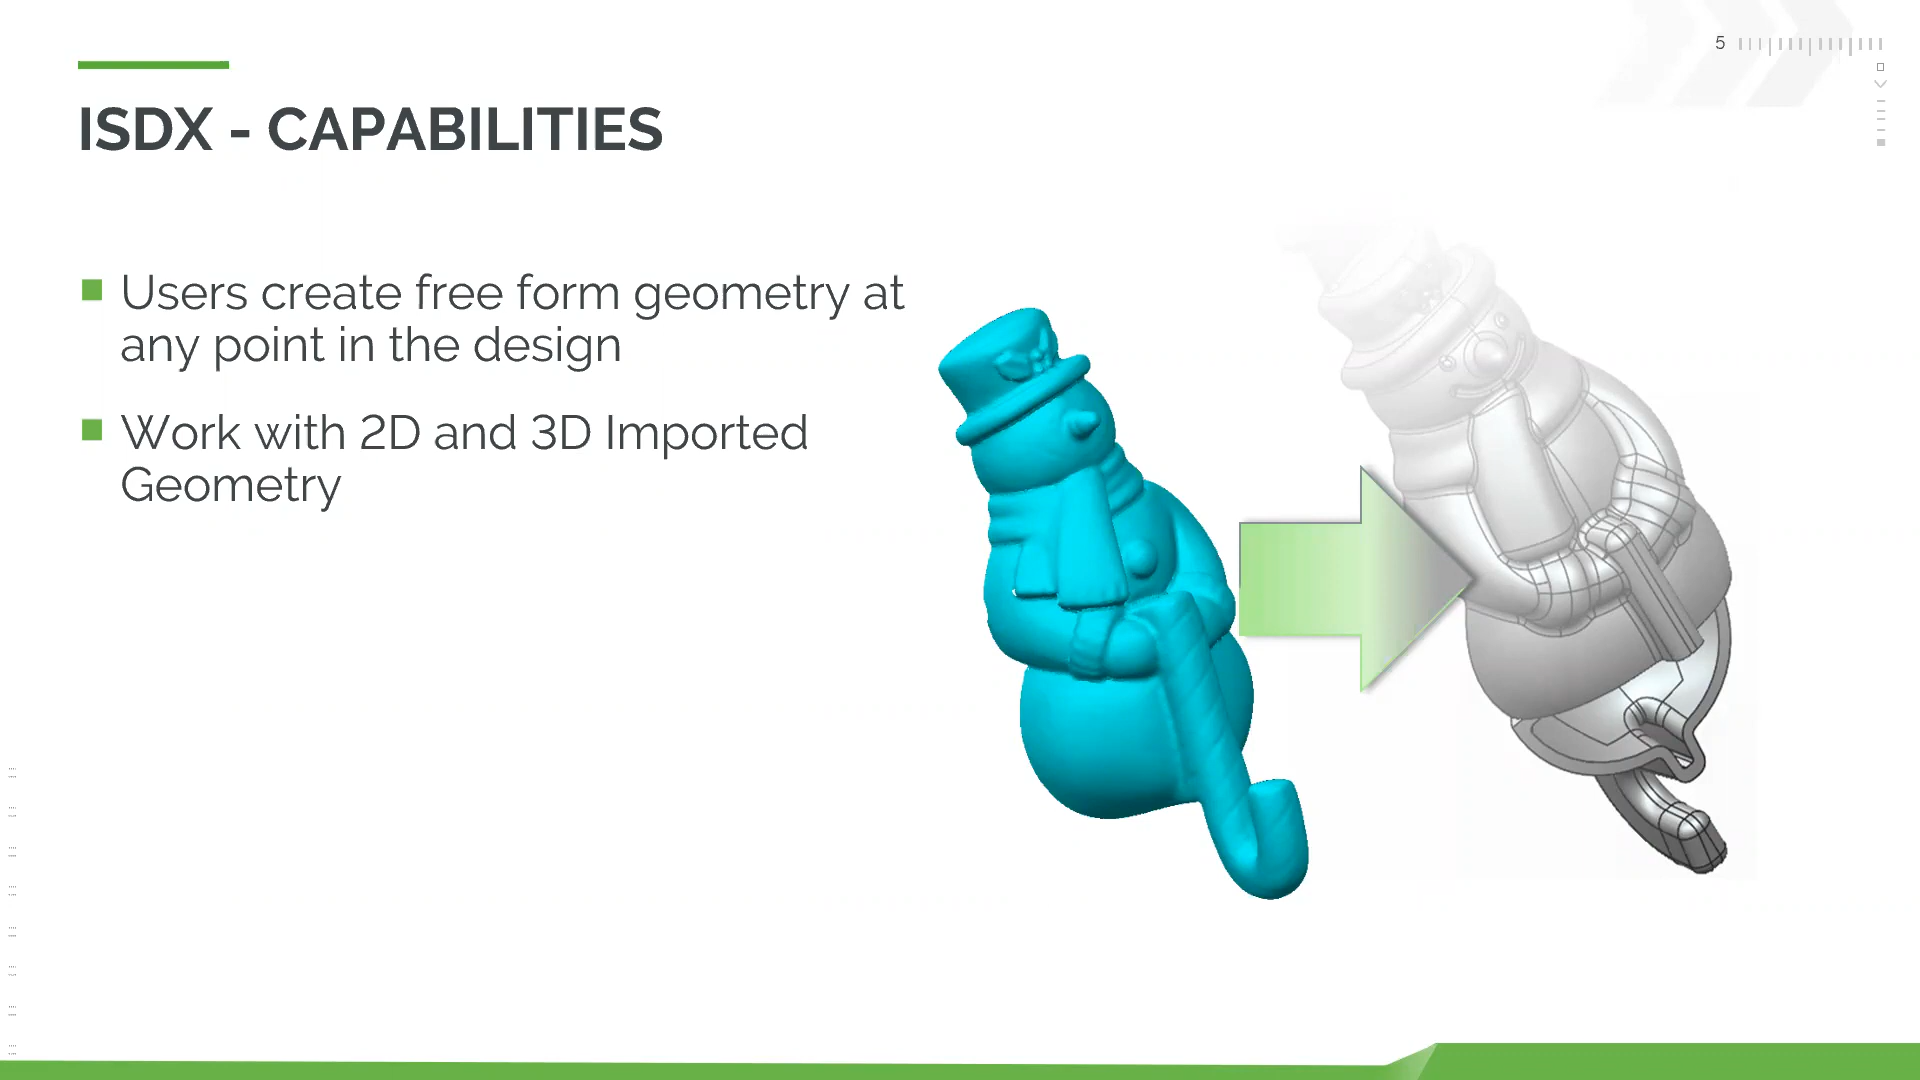 5
ISDX - CAPABILITIES
Users create free form geometry at
any point in the design
Work with 2D and 3D Imported
Geometry